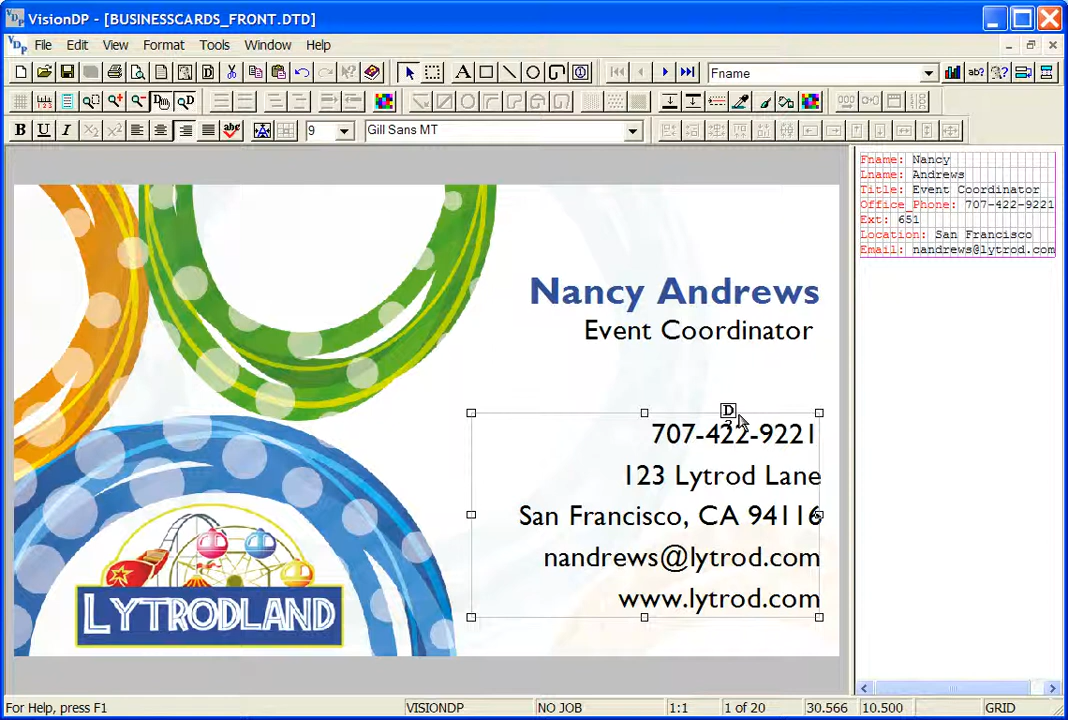 VisionDP - [BUSINESSCARDS_FRONT.DTD]
File Edit View Format Tools Window Help
Fname
ab?
9 Gill Sans MT
Fname: Nancy
Lname: Andrews
Title: Event Coordinator
Office_Phone: 707-422-9221
Ext: 651
Location: San Francisco
Email: nandrews@lytrod.com
Nancy Andrews
Event Coordinator
D
707-422-9221
123 Lytrod Lane
San Francisco, CA 94116
nandrews@lytrod.com
www.lytrod.com
LYTRODLAND
For Help, press F1 VISIONDP NO JOB 1:1 1 of 20 30.566 10.500 GRID